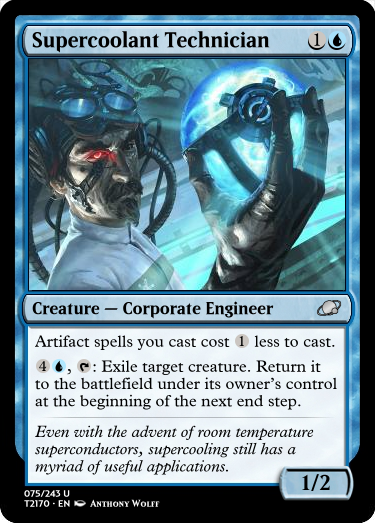 Supercoolant Technician 1
Creature — Corporate Engineer
Artifact spells you cast cost 1 less to cast.
4 , : Exile target creature. Return it
to the battlefield under its owner's control
at the beginning of the next end step.
Even with the advent of room temperature
superconductors, supercooling still has a
myriad of useful applications.
1/2
075/243 U
T2170 • EN Anthony Wolff